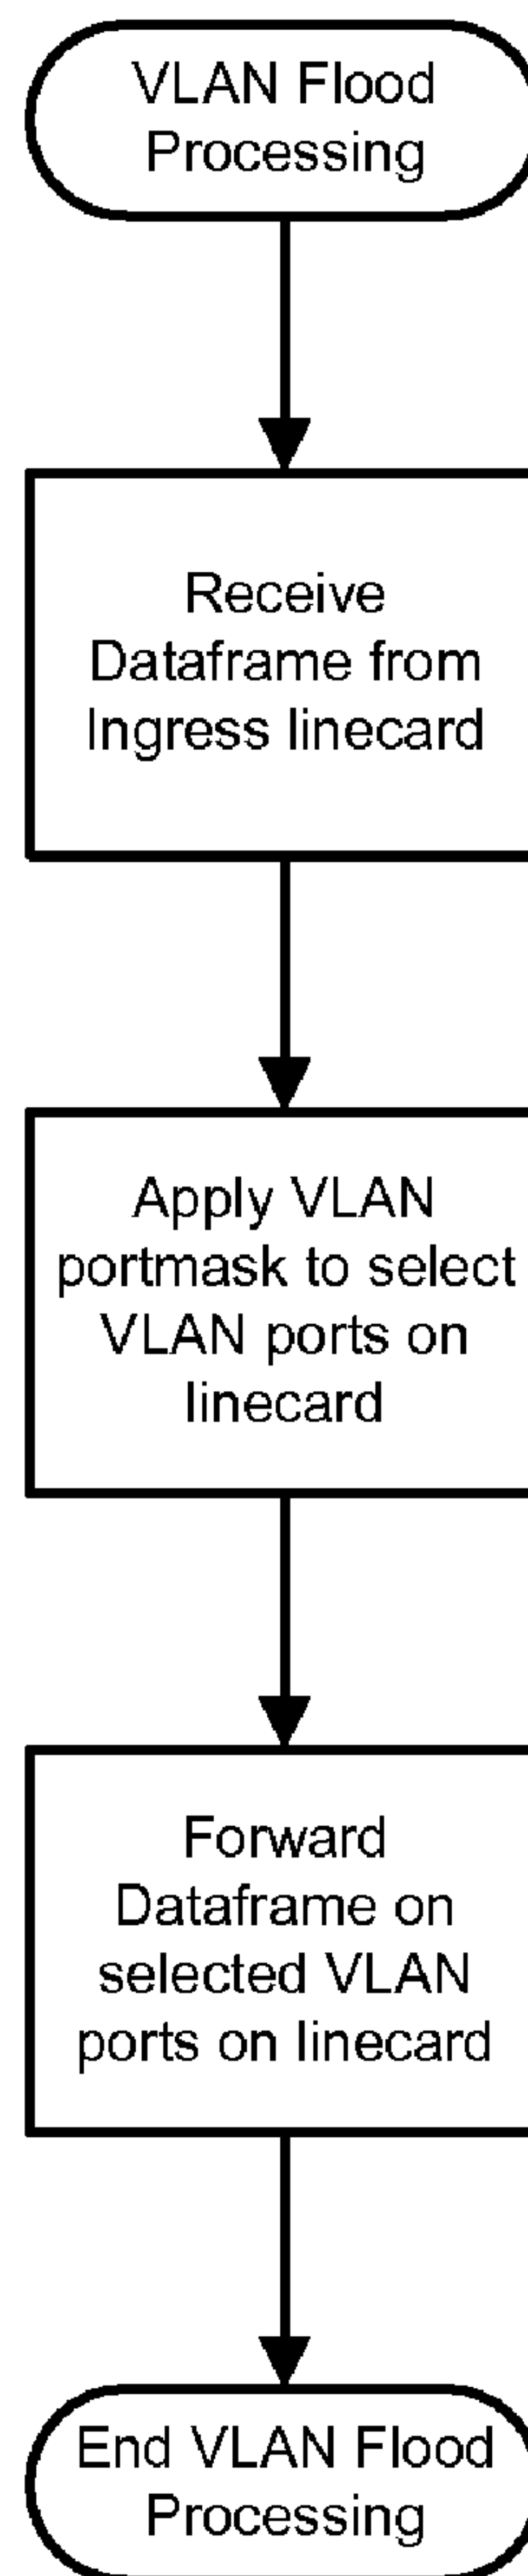 VLAN Flood
Processing
Receive
Dataframe from
Ingress linecard
Apply VLAN
portmask to select
VLAN ports on
linecard
Forward
Dataframe on
selected VLAN
ports on linecard
End VLAN Flood
Processing